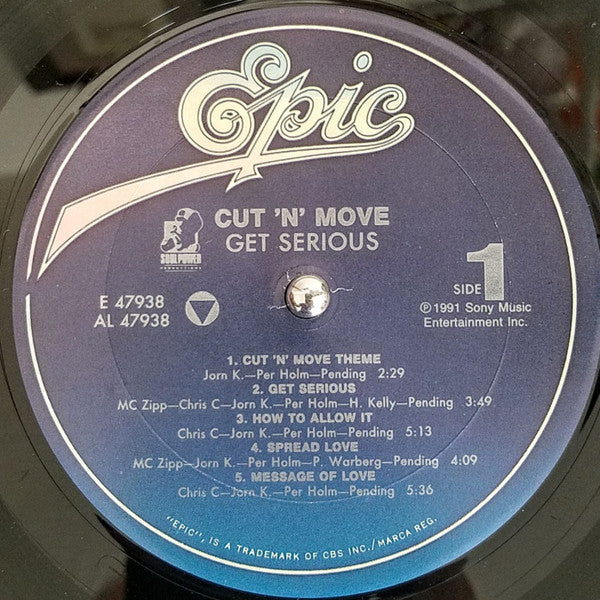 Epic
CUT 'N' MOVE
GET SERIOUS
SOULPOWER
PRODUCTIONS
E 47938
AL 47938
SIDE 1
℗ 1991 Sony Music
Entertainment Inc.
1. CUT 'N' MOVE THEME
Jorn K.—Per Holm—Pending 2:29
2. GET SERIOUS
MC Zipp—Chris C—Jorn K.—Per Holm—H. Kelly—Pending 3:49
3. HOW TO ALLOW IT
Chris C—Jorn K.—Per Holm—Pending 5:13
4. SPREAD LOVE
MC Zipp—Jorn K.—Per Holm—P. Warberg—Pending 4:09
5. MESSAGE OF LOVE
Chris C—Jorn K.—Per Holm—Pending 5:36
"EPIC", IS A TRADEMARK OF CBS INC./MARCA REG.